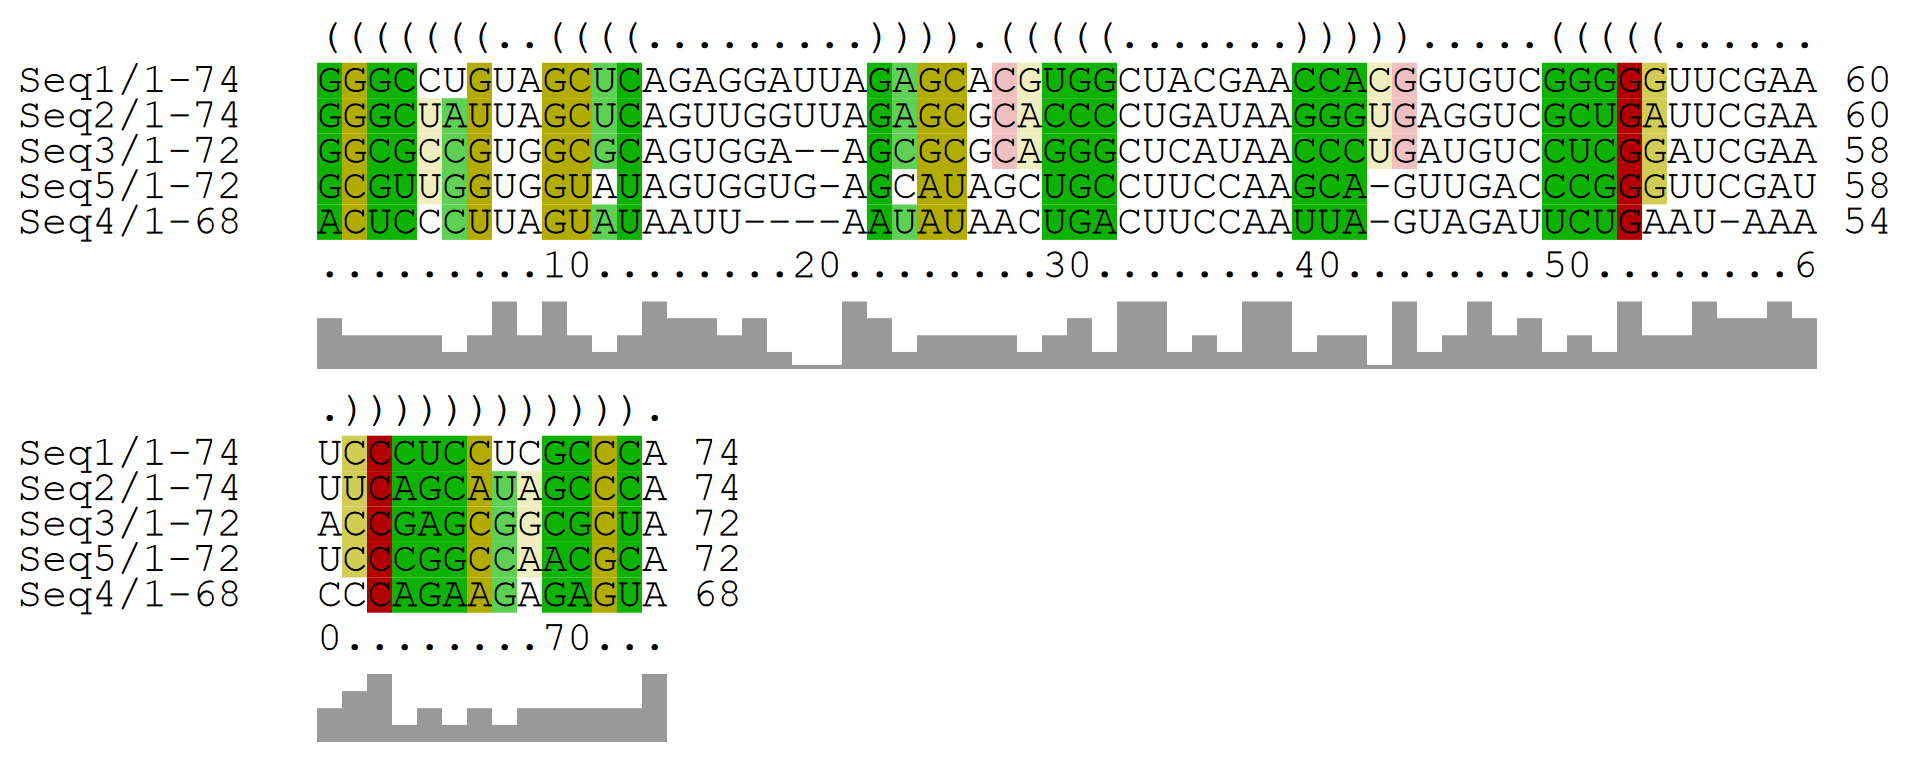 (((((((..((((.........)))).(((((.......))))).....(((((......
Seq1/1-74 GGGCCUGUAGCUCAGAGGAUUAGAGCACGUGGCUACGAACCACGGUGUCGGGGGUUCGAA 60
Seq2/1-74 GGGCUAUUAGCUCAGUUGGUUAGAGCGCACCCCUGAUAAGGGUGAGGUCGCUGAUUCGAA 60
Seq3/1-72 GGCGCCGUGGCGCAGUGGA--AGCGCGCAGGGCUCAUAACCCUGAUGUCCUCGGAUCGAA 58
Seq5/1-72 GCGUUGGUGGUAUAGUGGUG-AGCAUAGCUGCCUUCCAAGCA-GUUGACCCGGGUUCGAU 58
Seq4/1-68 ACUCCCUUAGUAUAAUU----AAUAUAACUGACUUCCAAUUA-GUAGAUUCUGAAU-AAA 54
.........10........20........30........40........50........6
.)))))))))))).
Seq1/1-74 UCCCUCCUCGCCCA 74
Seq2/1-74 UUCAGCAUAGCCCA 74
Seq3/1-72 ACCGAGCGGCGCUA 72
Seq5/1-72 UCCCGGCCAACGCA 72
Seq4/1-68 CCCAGAAGAGAGUA 68
0........70...